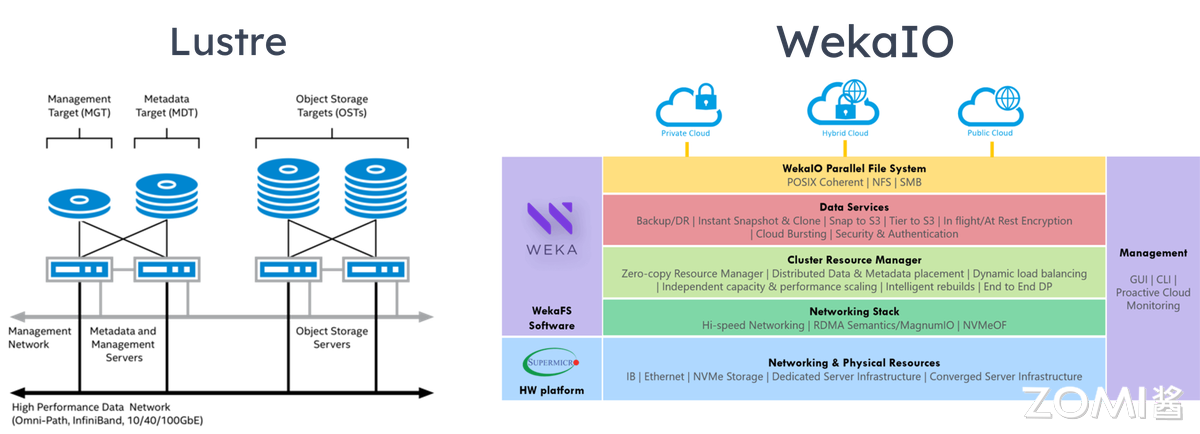 Lustre
Management
Target (MGT)
Metadata
Target (MDT)
Object Storage
Targets (OSTs)
Management
Network
Metadata and
Management
Servers
Object Storage
Servers
High Performance Data Network
(Omni-Path, InfiniBand, 10/40/100GbE)
WekaIO
Private Cloud
Hybrid Cloud
Public Cloud
WEKA
WekaFS
Software
WekaIO Parallel File System
POSIX Coherent | NFS | SMB
Data Services
Backup/DR | Instant Snapshot & Clone | Snap to S3 | Tier to S3 | In flight/At Rest Encryption
| Cloud Bursting | Security & Authentication
Cluster Resource Manager
Zero-copy Resource Manager | Distributed Data & Metadata placement | Dynamic load balancing
| Independent capacity & performance scaling | Intelligent rebuilds | End to End DP
Networking Stack
Hi-speed Networking | RDMA Semantics/MagnumIO | NVMeOF
Management
GUI | CLI |
Proactive Cloud
Monitoring
SUPERMICRO
HW platform
Networking & Physical Resources
IB | Ethernet | NVMe Storage | Dedicated Server Infrastructure | Converged Server Infrastructure
ZOMI酱